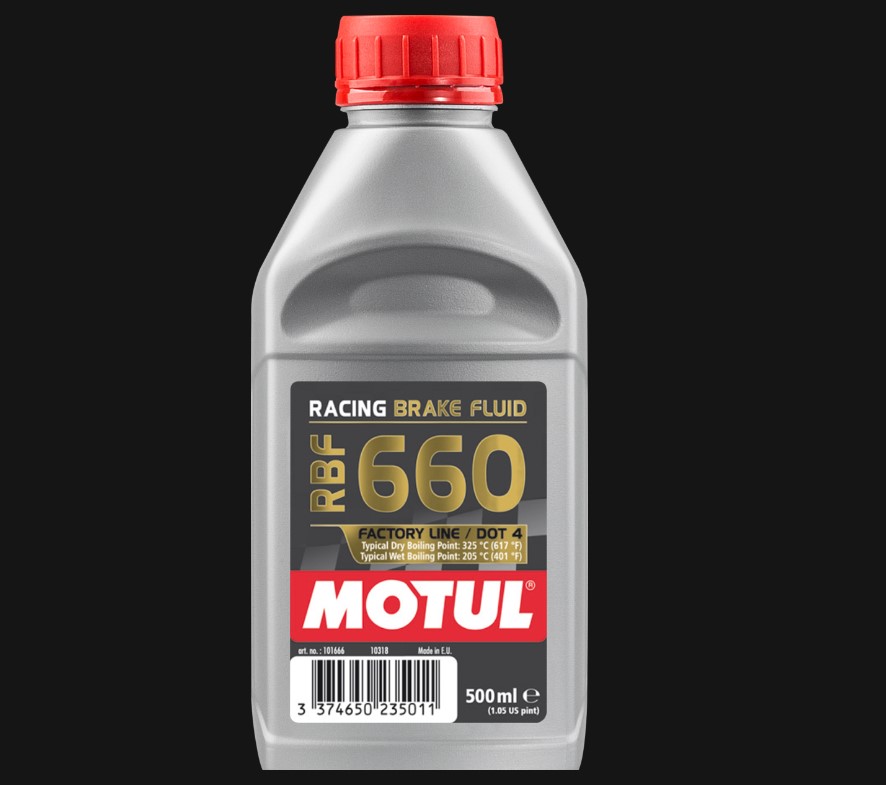 RACING BRAKE FLUID
RBF 660
FACTORY LINE / DOT 4
Typical Dry Boiling Point: 325 °C (617 °F)
Typical Wet Boiling Point: 205 °C (401 °F)
MOTUL®
art. no. : 101666 10318 Made in E.U.
3 374650 235011
500 ml ℮
(1.05 US pint)